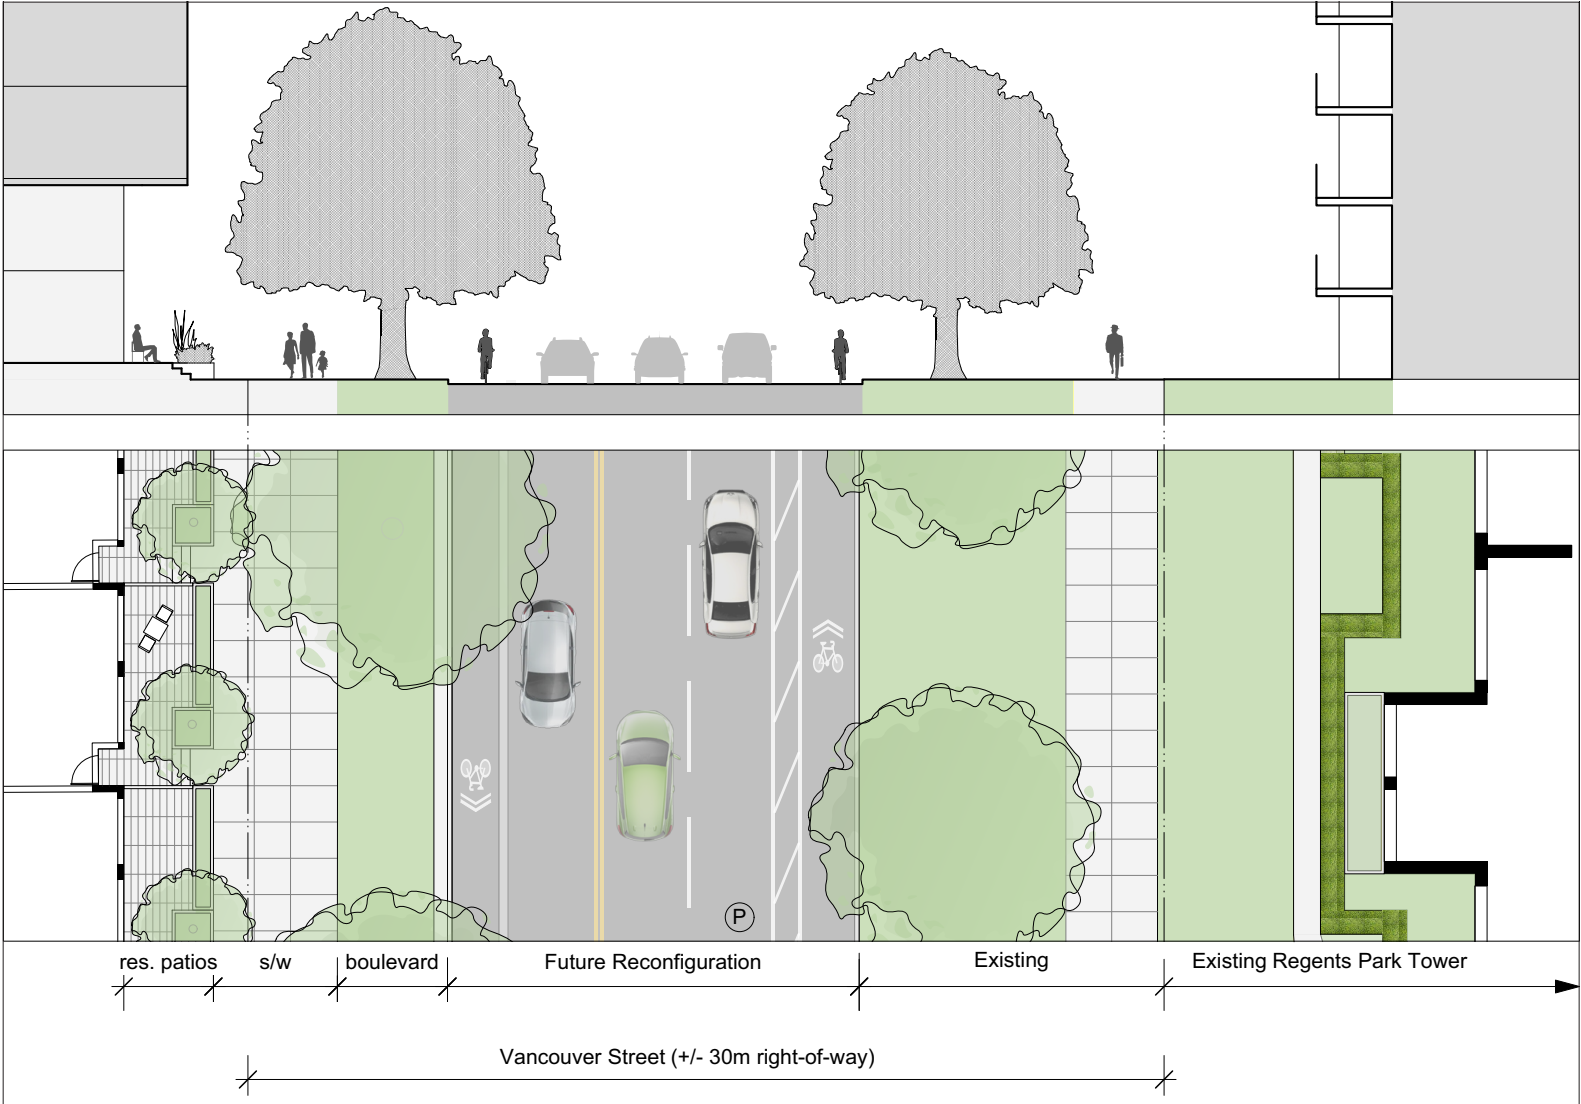 P
res. patios
s/w
boulevard
Future Reconfiguration
Existing
Existing Regents Park Tower
Vancouver Street (+/- 30m right-of-way)